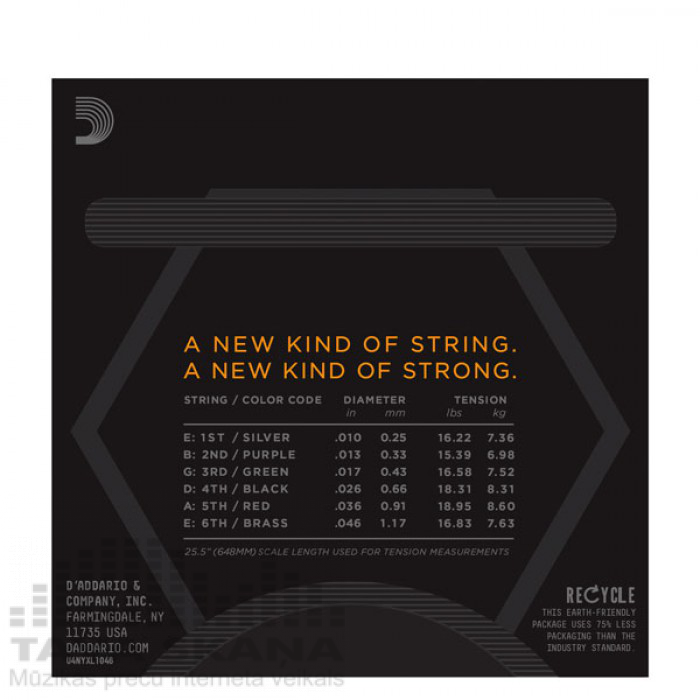 A NEW KIND OF STRING.
A NEW KIND OF STRONG.
STRING / COLOR CODE DIAMETER TENSION
in mm lbs kg
E: 1ST / SILVER .010 0.25 16.22 7.36
B: 2ND / PURPLE .013 0.33 15.39 6.98
G: 3RD / GREEN .017 0.43 16.58 7.52
D: 4TH / BLACK .026 0.66 18.31 8.31
A: 5TH / RED .036 0.91 18.95 8.60
E: 6TH / BRASS .046 1.17 16.83 7.63
25.5" (648MM) SCALE LENGTH USED FOR TENSION MEASUREMENTS
D'ADDARIO &
COMPANY, INC.
FARMINGDALE, NY
11735 USA
DADDARIO.COM
U4NYXL1046
RECYCLE
THIS EARTH-FRIENDLY
PACKAGE USES 75% LESS
PACKAGING THAN THE
INDUSTRY STANDARD.
Mūzikas preču interneta veikals